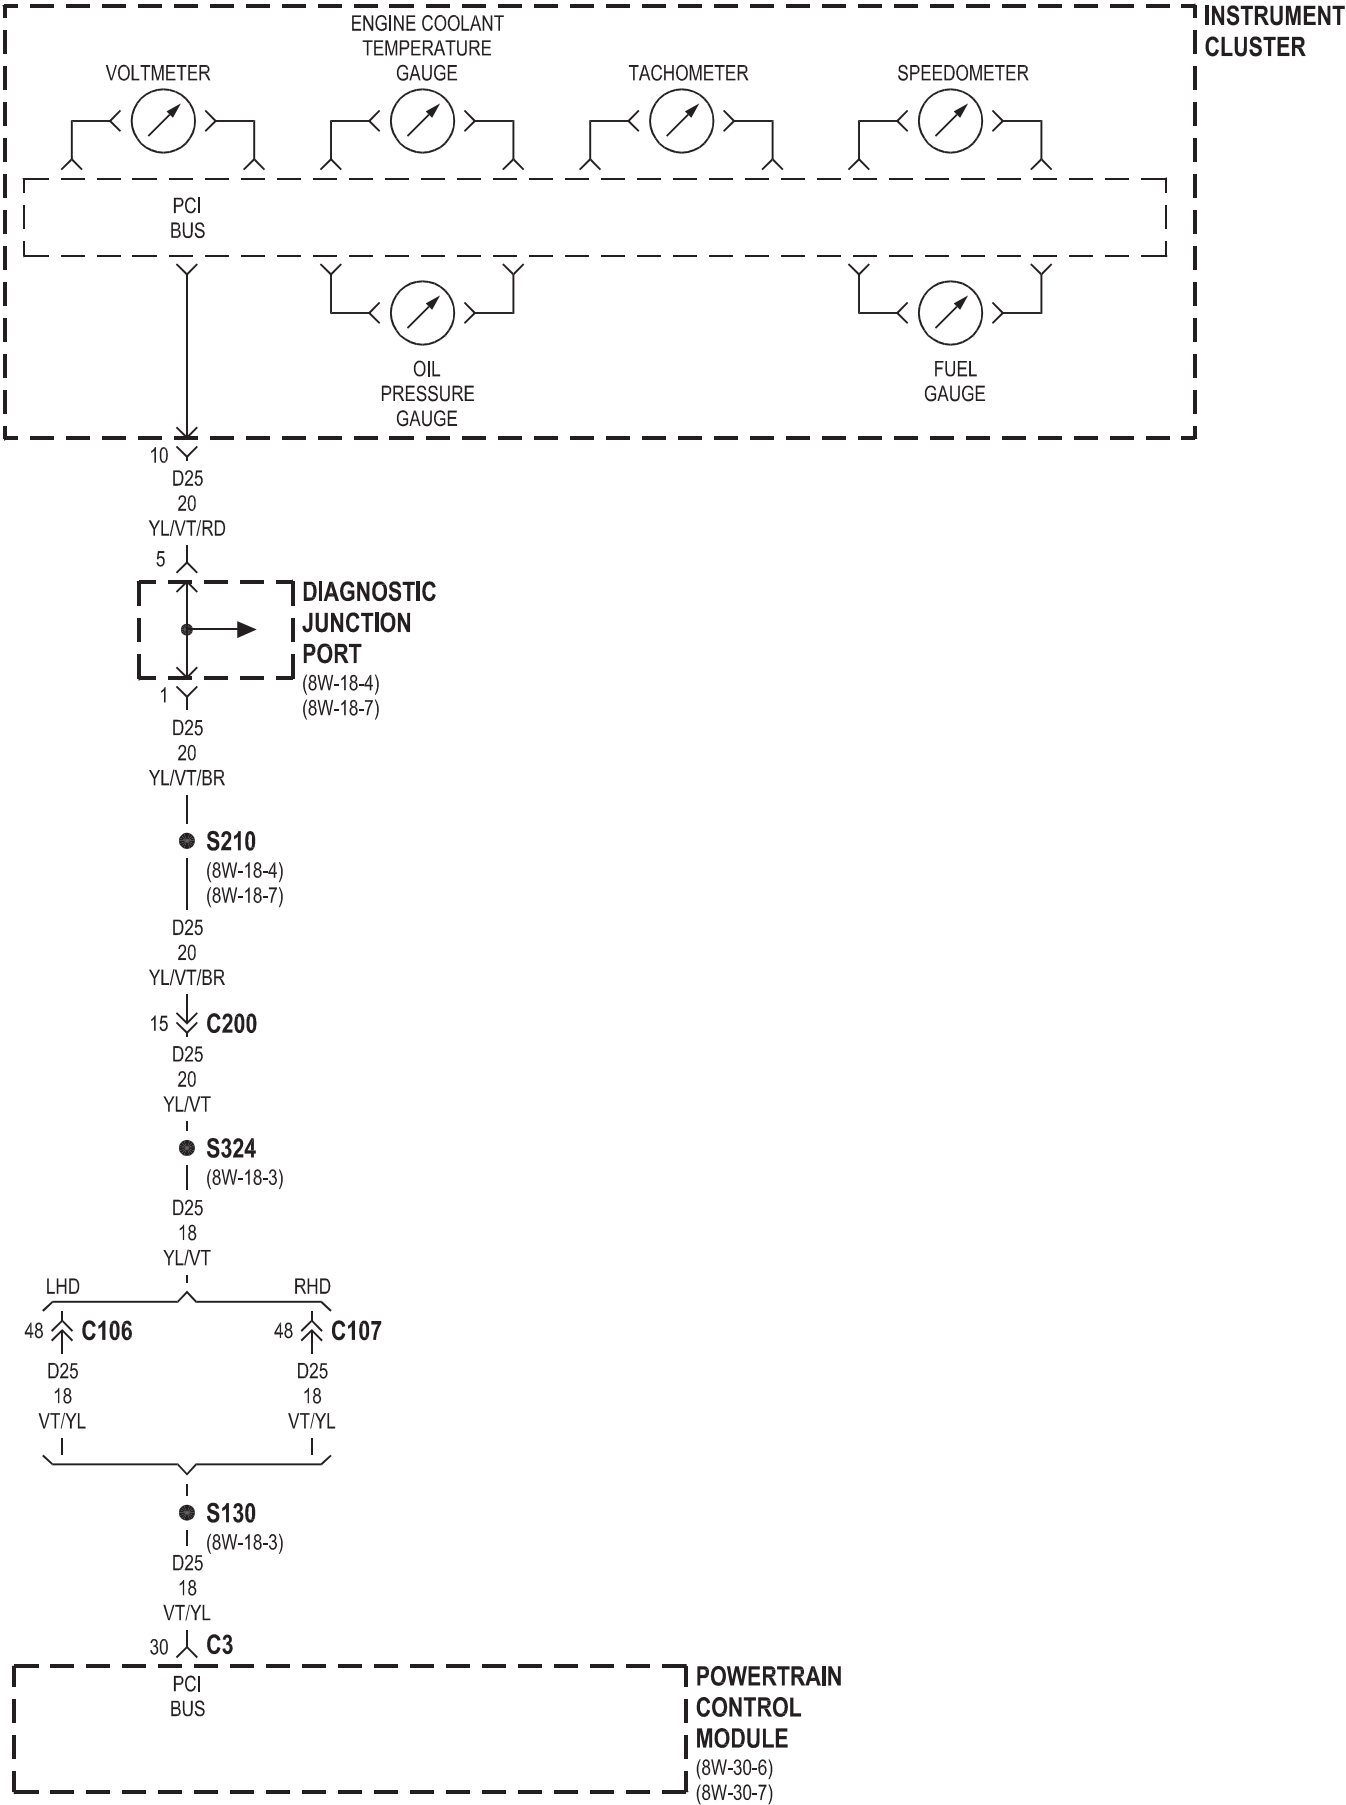 INSTRUMENT
CLUSTER
ENGINE COOLANT
TEMPERATURE
GAUGE
VOLTMETER
TACHOMETER
SPEEDOMETER
PCI
BUS
OIL
PRESSURE
GAUGE
FUEL
GAUGE
10
D25
20
YL/VT/RD
5
DIAGNOSTIC
JUNCTION
PORT
(8W-18-4)
(8W-18-7)
1
D25
20
YL/VT/BR
S210
(8W-18-4)
(8W-18-7)
D25
20
YL/VT/BR
15 C200
D25
20
YL/VT
S324
(8W-18-3)
D25
18
YL/VT
LHD RHD
48 C106 48 C107
D25 D25
18 18
VT/YL VT/YL
S130
(8W-18-3)
D25
18
VT/YL
30 C3
PCI
BUS
POWERTRAIN
CONTROL
MODULE
(8W-30-6)
(8W-30-7)